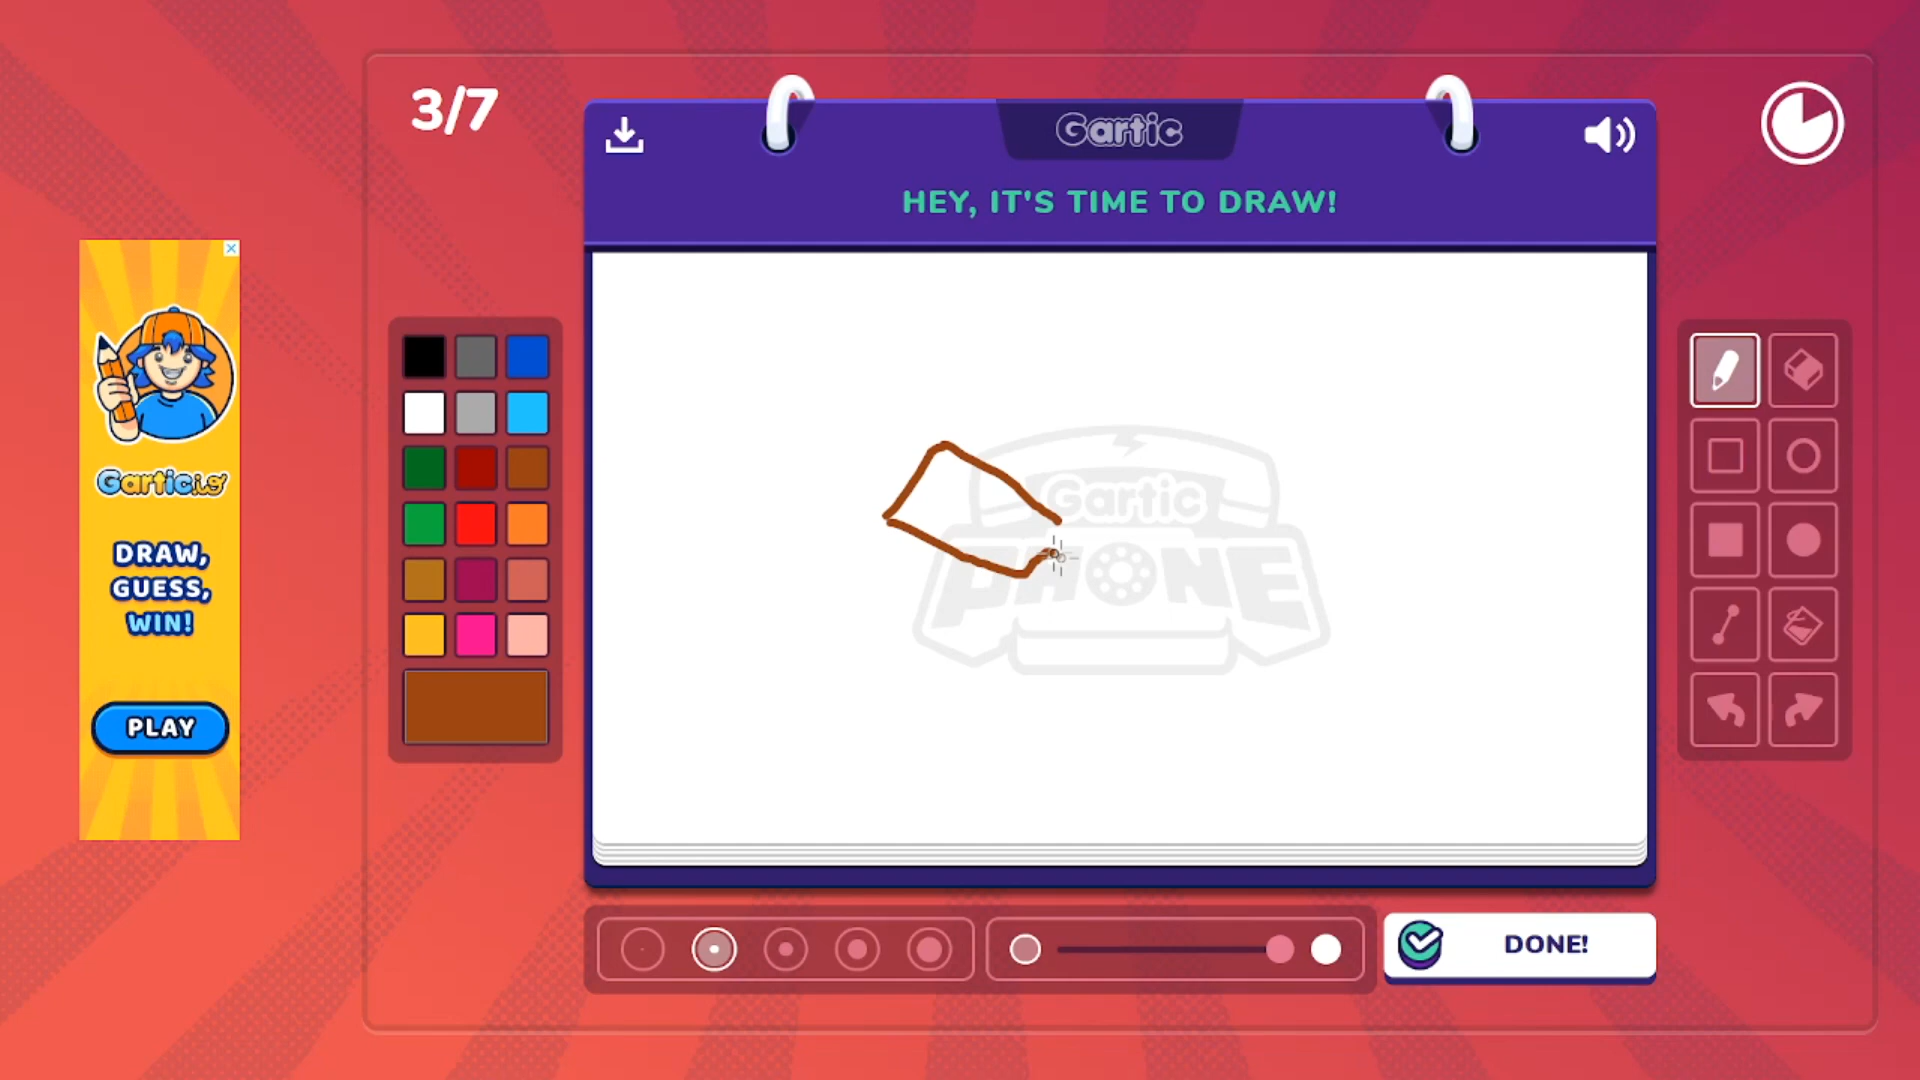 3/7
Gartic
HEY, IT'S TIME TO DRAW!
Gartic.io
DRAW,
GUESS,
WIN!
PLAY
Gartic
PHONE
DONE!